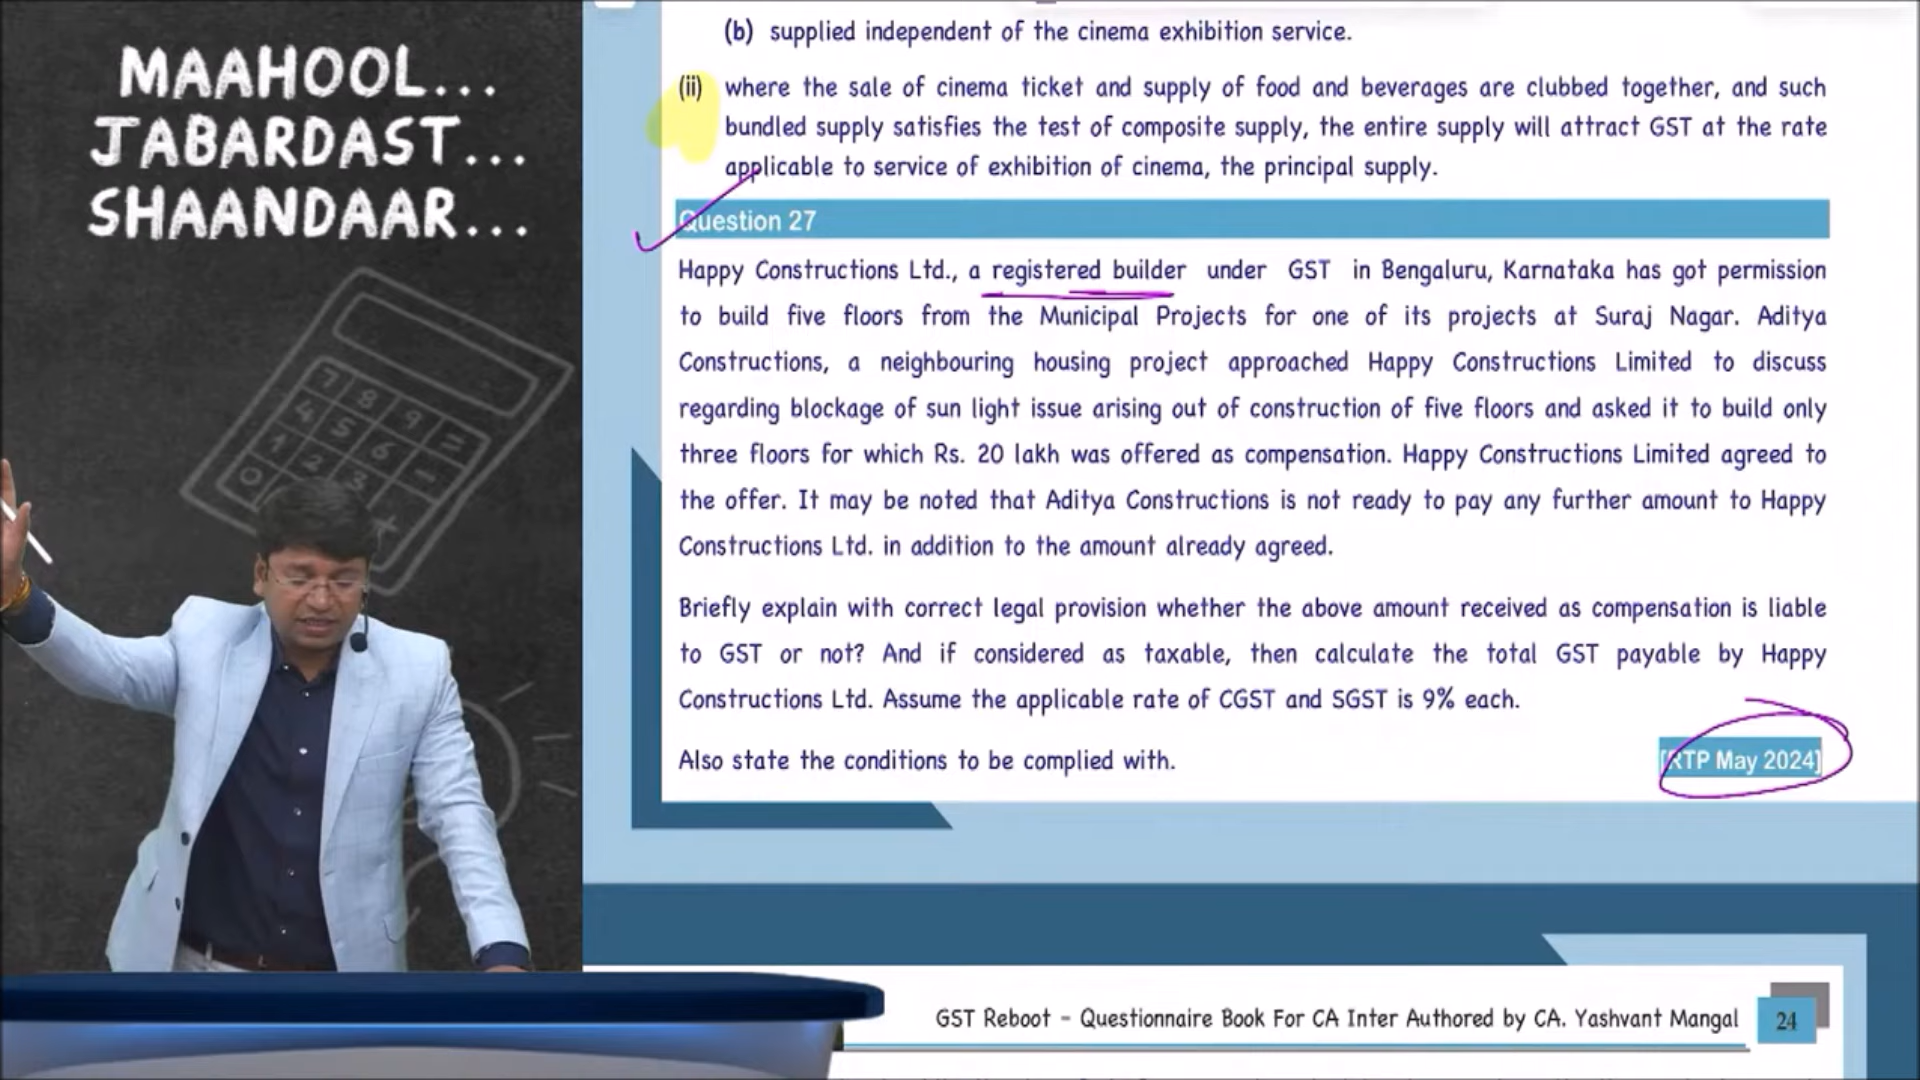 MAAHOOL...
JABARDAST...
SHAANDAAR...
7 8 9 =
4 5 6 -
1 2 3
0 +
(b) supplied independent of the cinema exhibition service.
(ii) where the sale of cinema ticket and supply of food and beverages are clubbed together, and such
bundled supply satisfies the test of composite supply, the entire supply will attract GST at the rate
applicable to service of exhibition of cinema, the principal supply.
Question 27
Happy Constructions Ltd., a registered builder under GST in Bengaluru, Karnataka has got permission
to build five floors from the Municipal Projects for one of its projects at Suraj Nagar. Aditya
Constructions, a neighbouring housing project approached Happy Constructions Limited to discuss
regarding blockage of sun light issue arising out of construction of five floors and asked it to build only
three floors for which Rs. 20 lakh was offered as compensation. Happy Constructions Limited agreed to
the offer. It may be noted that Aditya Constructions is not ready to pay any further amount to Happy
Constructions Ltd. in addition to the amount already agreed.
Briefly explain with correct legal provision whether the above amount received as compensation is liable
to GST or not? And if considered as taxable, then calculate the total GST payable by Happy
Constructions Ltd. Assume the applicable rate of CGST and SGST is 9% each.
Also state the conditions to be complied with. [RTP May 2024]
GST Reboot - Questionnaire Book For CA Inter Authored by CA. Yashvant Mangal 24